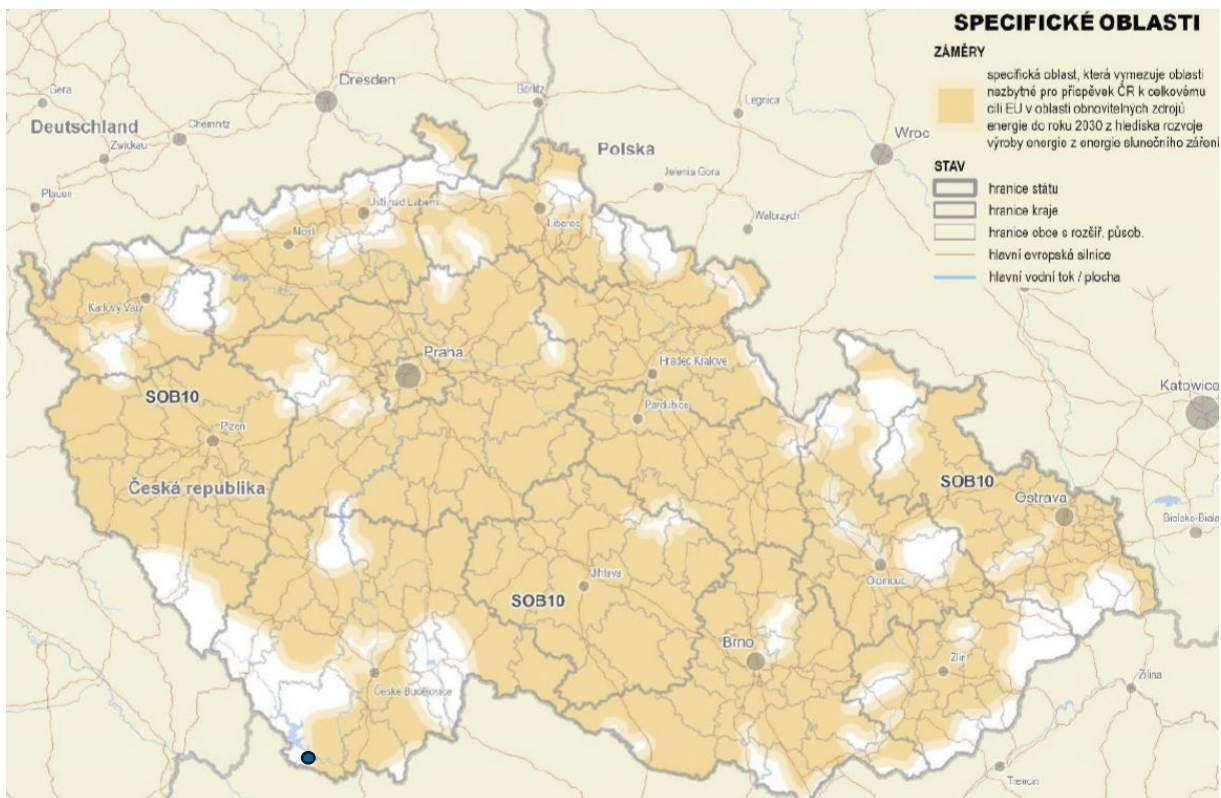 SPECIFICKÉ OBLASTI
ZÁMĚRY
specifická oblast, která vymezuje oblasti
nezbytné pro příspěvek ČR k celkovému
cíli EU v oblasti obnovitelných zdrojů
energie do roku 2030 z hlediska rozvoje
výroby energie z energie slunečního záření
STAV
hranice státu
hranice kraje
hranice obce s rozšíř. působ.
hlavní evropská silnice
hlavní vodní tok / plocha
Dresden
Gera
Görlitz
Legnica
Deutschland
Chemnitz
Zwickau
Wroc
Polska
Plauen
Jelenia Gora
Ústí nad Labem
Liberec
Walbrzych
Most
Karlovy Vary
Praha
Hradec Kralove
Katowice
SOB10
Pardubice
Plzeň
Česká republika
SOB10
Ostrava
Bielsko-Biala
Olomouc
Jihlava
SOB10
Brno
Zlín
České Budějovice
Žilina
Trencin